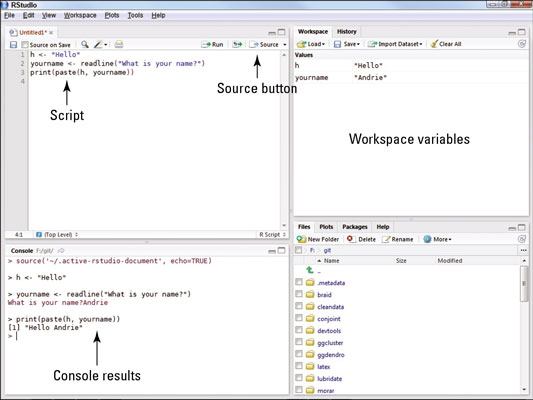 RStudio
File Edit View Workspace Plots Tools Help
Untitled1*
Source on Save Run Source
1 h <- "Hello"
2 yourname <- readline("What is your name?")
3 print(paste(h, yourname))
4
Script
Source button
4:1 (Top Level) R Script
Console F:/git/
> source('~/.active-rstudio-document', echo=TRUE)
> h <- "Hello"
> yourname <- readline("What is your name?")
What is your name?Andrie
> print(paste(h, yourname))
[1] "Hello Andrie"
>
Console results
Workspace History
Load Save Import Dataset Clear All
Values
h "Hello"
yourname "Andrie"
Workspace variables
Files Plots Packages Help
New Folder Delete Rename More
F: git
Name Size Modified
..
.metadata
braid
cleandata
conjoint
devtools
ggcluster
ggdendro
latex
lubridate
morar